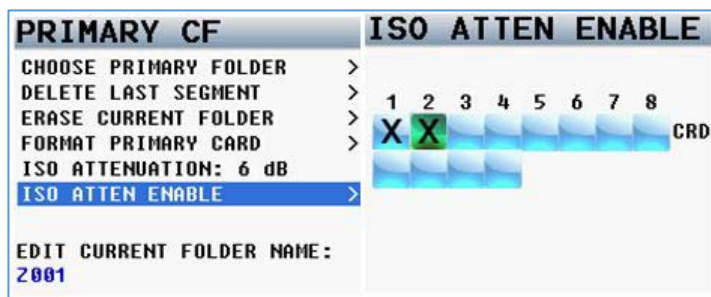 PRIMARY CF
CHOOSE PRIMARY FOLDER >
DELETE LAST SEGMENT >
ERASE CURRENT FOLDER >
FORMAT PRIMARY CARD >
ISO ATTENUATION: 6 dB
ISO ATTEN ENABLE >
EDIT CURRENT FOLDER NAME:
Z001
ISO ATTEN ENABLE
1 2 3 4 5 6 7 8
X X CRD